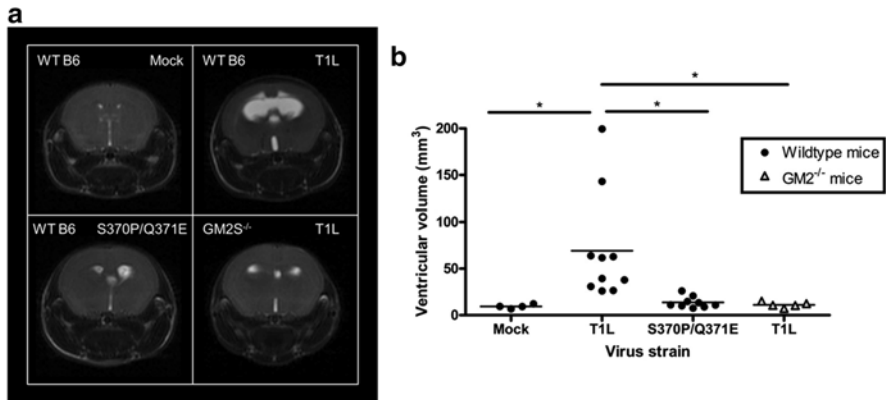 a
WT B6 Mock
WT B6 T1L
WT B6 S370P/Q371E
GM2S-/- T1L
b
* * *
Ventricular volume (mm3)
200
150
100
50
0
Mock T1L S370P/Q371E T1L
Virus strain
Wildtype mice
GM2-/- mice